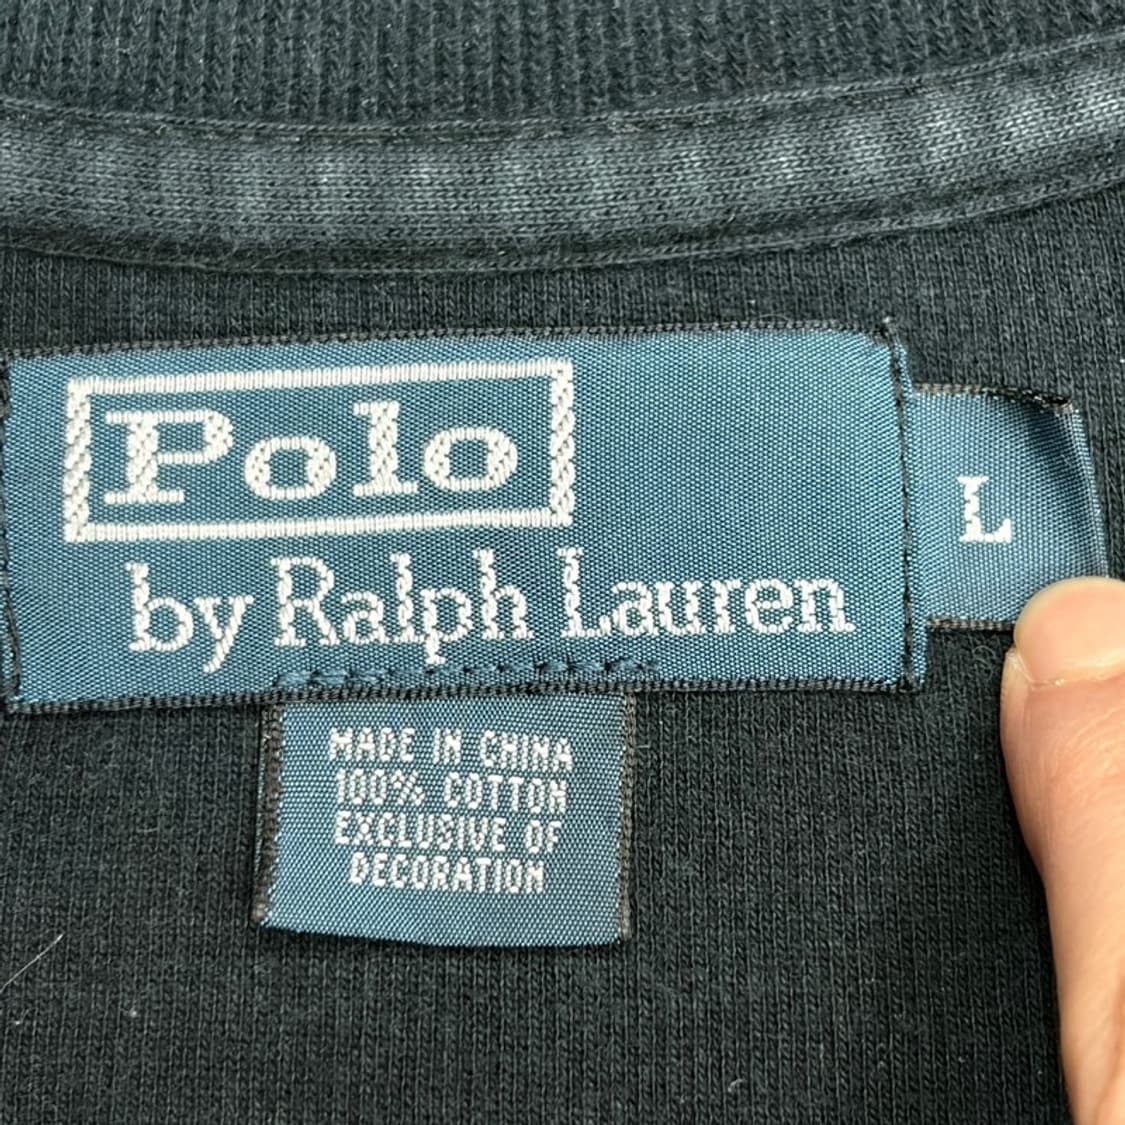 Polo
by Ralph Lauren
L
MADE IN CHINA
100% COTTON
EXCLUSIVE OF
DECORATION